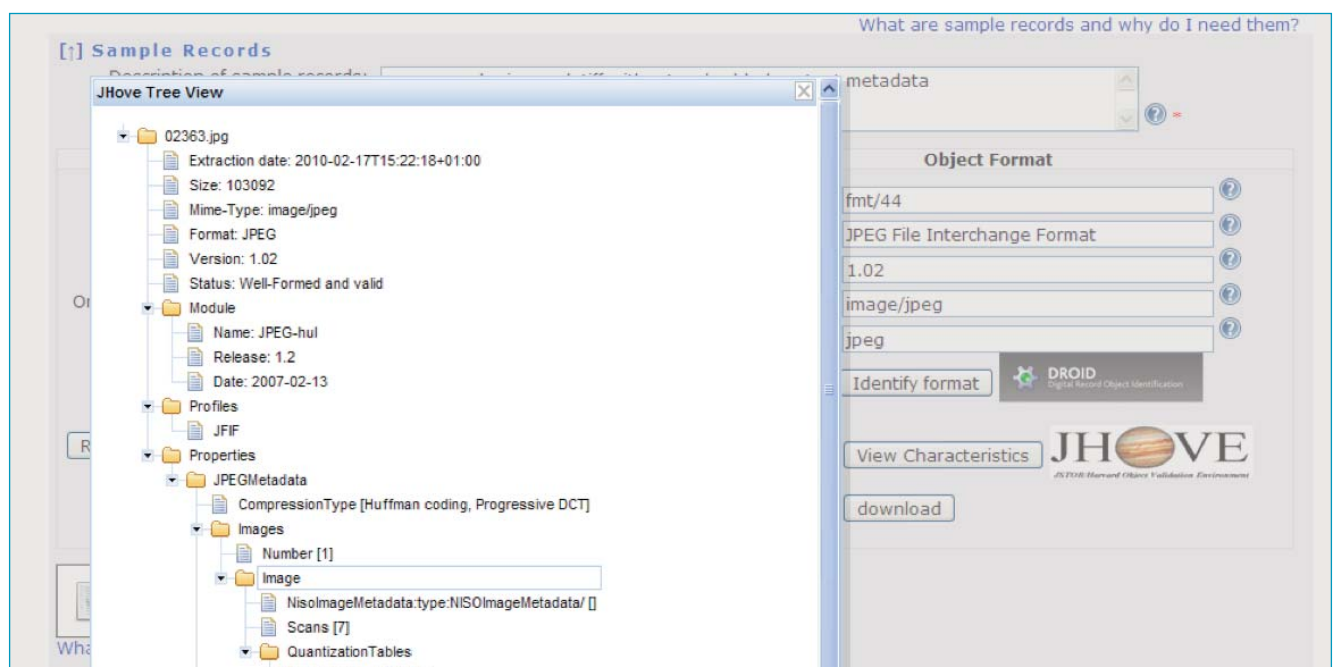 What are sample records and why do I need them?
[↑] Sample Records
Description of sample records:
metadata
JHove Tree View
02363.jpg
Extraction date: 2010-02-17T15:22:18+01:00
Size: 103092
Mime-Type: image/jpeg
Format: JPEG
Version: 1.02
Status: Well-Formed and valid
Module
Name: JPEG-hul
Release: 1.2
Date: 2007-02-13
Profiles
JFIF
Properties
JPEGMetadata
CompressionType [Huffman coding, Progressive DCT]
Images
Number [1]
Image
NisoImageMetadata:type:NISOImageMetadata/ []
Scans [7]
QuantizationTables
*
Object Format
fmt/44
JPEG File Interchange Format
1.02
image/jpeg
jpeg
Identify format
DROID
Digital Record Object Identification
View Characteristics
JHOVE
JSTOR/Harvard Object Validation Environment
download